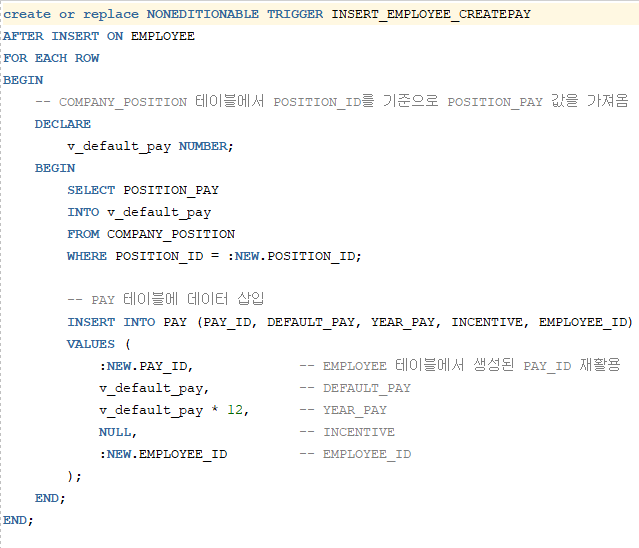 create or replace NONEDITIONABLE TRIGGER INSERT_EMPLOYEE_CREATEPAY
AFTER INSERT ON EMPLOYEE
FOR EACH ROW
BEGIN
    -- COMPANY_POSITION 테이블에서 POSITION_ID를 기준으로 POSITION_PAY 값을 가져옴
    DECLARE
        v_default_pay NUMBER;
    BEGIN
        SELECT POSITION_PAY
        INTO v_default_pay
        FROM COMPANY_POSITION
        WHERE POSITION_ID = :NEW.POSITION_ID;

        -- PAY 테이블에 데이터 삽입
        INSERT INTO PAY (PAY_ID, DEFAULT_PAY, YEAR_PAY, INCENTIVE, EMPLOYEE_ID)
        VALUES (
            :NEW.PAY_ID,             -- EMPLOYEE 테이블에서 생성된 PAY_ID 재활용
            v_default_pay,           -- DEFAULT_PAY
            v_default_pay * 12,      -- YEAR_PAY
            NULL,                    -- INCENTIVE
            :NEW.EMPLOYEE_ID         -- EMPLOYEE_ID
        );
    END;
END;